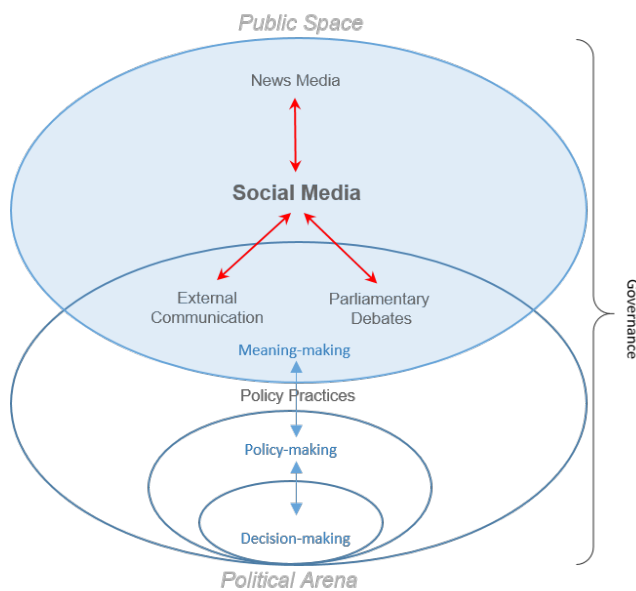 Public Space
News Media
Social Media
External
Communication
Parliamentary
Debates
Meaning-making
Policy Practices
Policy-making
Decision-making
Political Arena
Governance